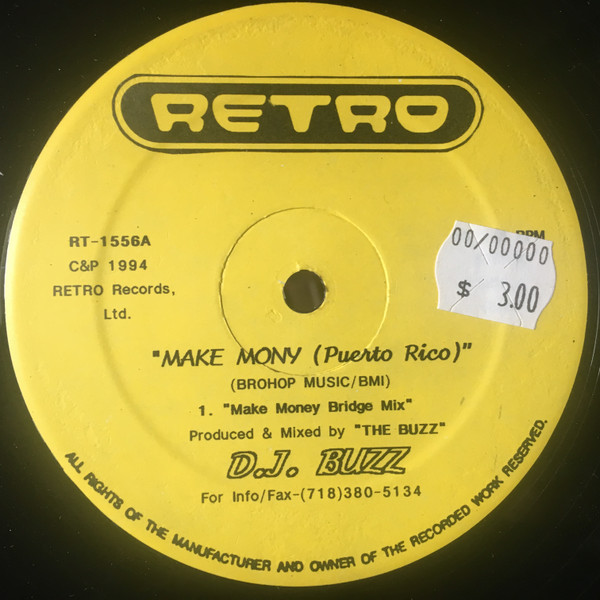 RETRO
RT-1556A
C&P 1994
RETRO Records,
Ltd.
RPM
00/00000
$ 3.00
"MAKE MONY (Puerto Rico)"
(BROHOP MUSIC/BMI)
1. "Make Money Bridge Mix"
Produced & Mixed by "THE BUZZ"
D.J. BUZZ
For Info/Fax-(718)380-5134
ALL RIGHTS OF THE MANUFACTURER AND OWNER OF THE RECORDED WORK RESERVED.